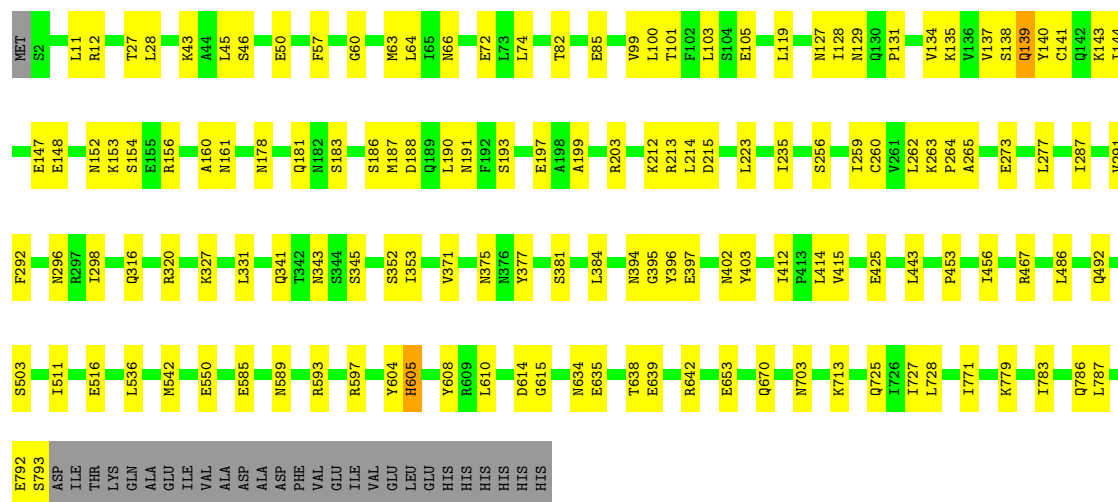 MET S2 L11 R12 T27 L28 K43 A44 L45 S46 E50 F57 G60 M63 L64 I65 N66 E72 L73 L74 T82 E85 V99 L100 T101 F102 L103 S104 E105 L119 N127 I128 N129 Q130 P131 V134 K135 V136 V137 S138 Q139 Y140 C141 Q142 K143 I144
E147 E148 N152 K153 S154 E155 R156 A160 N161 N178 Q181 N182 S183 S186 M187 D188 Q189 L190 N191 F192 S193 E197 A198 A199 R203 K212 R213 L214 D215 L223 I235 S256 I259 C260 V261 L262 K263 P264 A265 E273 L277 I287 V291
F292 N296 R297 I298 Q316 R320 K327 L331 Q341 T342 N343 S344 S345 S352 I353 V371 N375 N376 Y377 S381 L384 N394 G395 Y396 E397 N402 Y403 I412 P413 L414 V415 E425 L443 P453 I456 R467 L486 Q492
S503 I511 E516 L536 M542 E550 E585 N589 R593 R597 Y604 H605 Y608 R609 L610 D614 G615 N634 E635 T638 E639 R642 E653 Q670 N703 K713 Q725 I726 I727 L728 I771 K779 I783 Q786 L787
E792 S793 ASP ILE THR LYS GLN ALA GLU ILE VAL ALA ASP ALA ASP PHE VAL GLU ILE VAL GLU LEU GLU HIS HIS HIS HIS HIS HIS